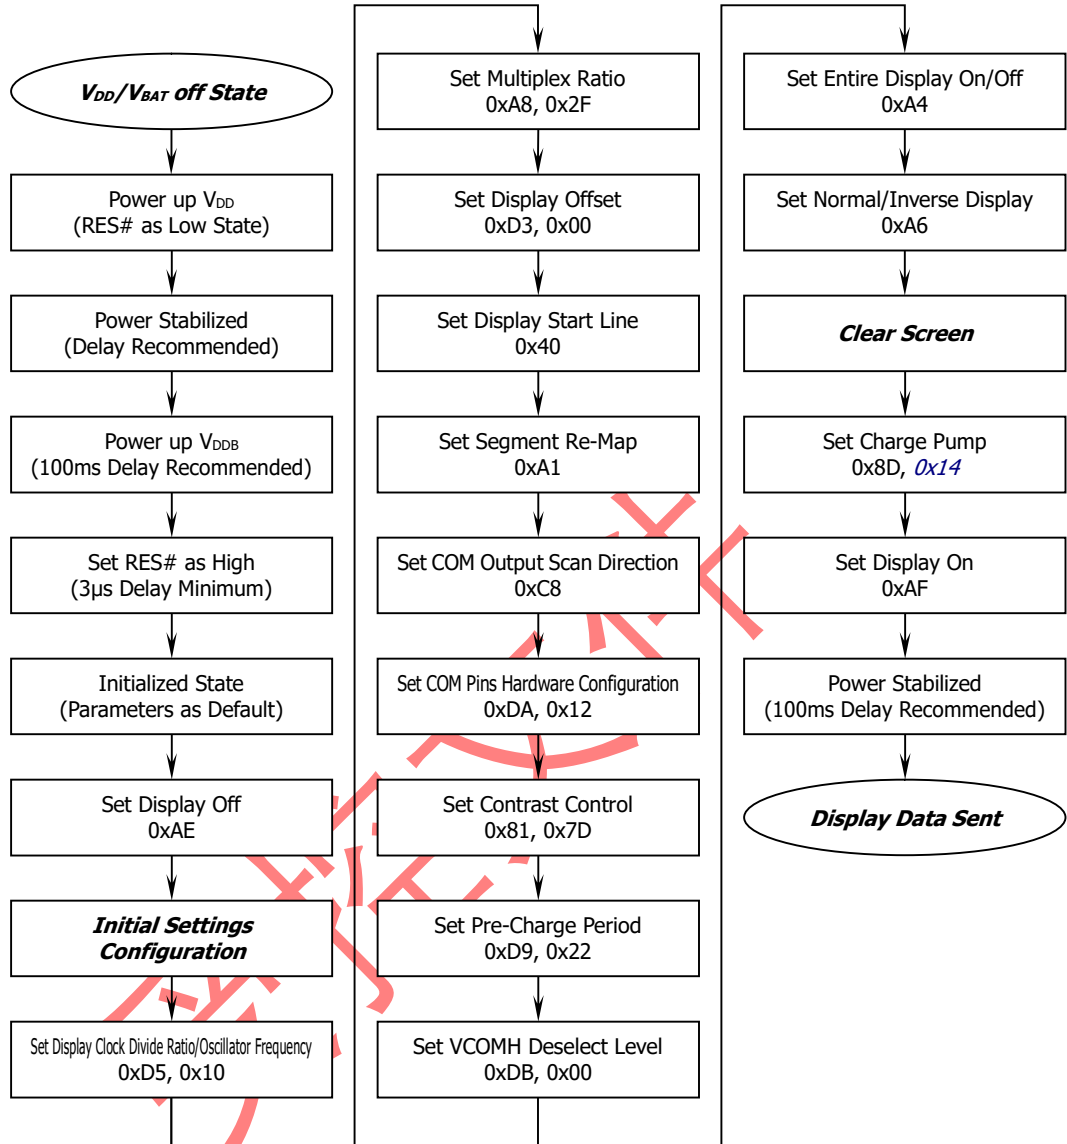 VDD/VBAT off State
Power up VDD
(RES# as Low State)
Power Stabilized
(Delay Recommended)
Power up VDDB
(100ms Delay Recommended)
Set RES# as High
(3μs Delay Minimum)
Initialized State
(Parameters as Default)
Set Display Off
0xAE
Initial Settings
Configuration
Set Display Clock Divide Ratio/Oscillator Frequency
0xD5, 0x10
Set Multiplex Ratio
0xA8, 0x2F
Set Display Offset
0xD3, 0x00
Set Display Start Line
0x40
Set Segment Re-Map
0xA1
Set COM Output Scan Direction
0xC8
Set COM Pins Hardware Configuration
0xDA, 0x12
Set Contrast Control
0x81, 0x7D
Set Pre-Charge Period
0xD9, 0x22
Set VCOMH Deselect Level
0xDB, 0x00
Set Entire Display On/Off
0xA4
Set Normal/Inverse Display
0xA6
Clear Screen
Set Charge Pump
0x8D, 0x14
Set Display On
0xAF
Power Stabilized
(100ms Delay Recommended)
Display Data Sent